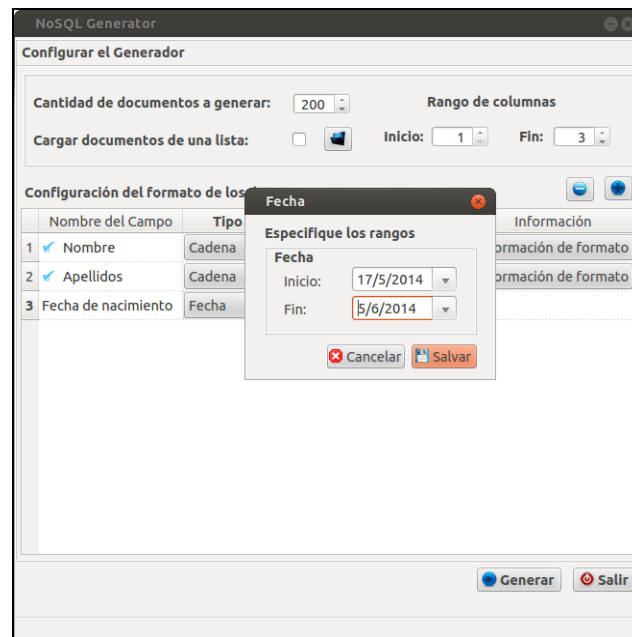 NoSQL Generator
Configurar el Generador
Cantidad de documentos a generar: 200 Rango de columnas
Cargar documentos de una lista: Inicio: 1 Fin: 3
Configuración del formato de los
Nombre del Campo Tipo Información
1 Nombre Cadena ormación de formato
2 Apellidos Cadena ormación de formato
3 Fecha de nacimiento Fecha
Fecha
Especifique los rangos
Fecha
Inicio: 17/5/2014
Fin: 5/6/2014
Cancelar Salvar
Generar Salir